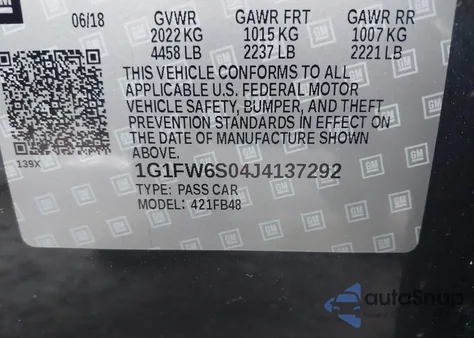 06/18 GVWR GAWR FRT GAWR RR
2022 KG 1015 KG 1007 KG
4458 LB 2237 LB 2221 LB
THIS VEHICLE CONFORMS TO ALL
APPLICABLE U.S. FEDERAL MOTOR
VEHICLE SAFETY, BUMPER, AND THEFT
PREVENTION STANDARDS IN EFFECT ON
THE DATE OF MANUFACTURE SHOWN
ABOVE.
139X
1G1FW6S04J4137292
TYPE: PASS CAR
MODEL: 421FB48
GM
autoSnap